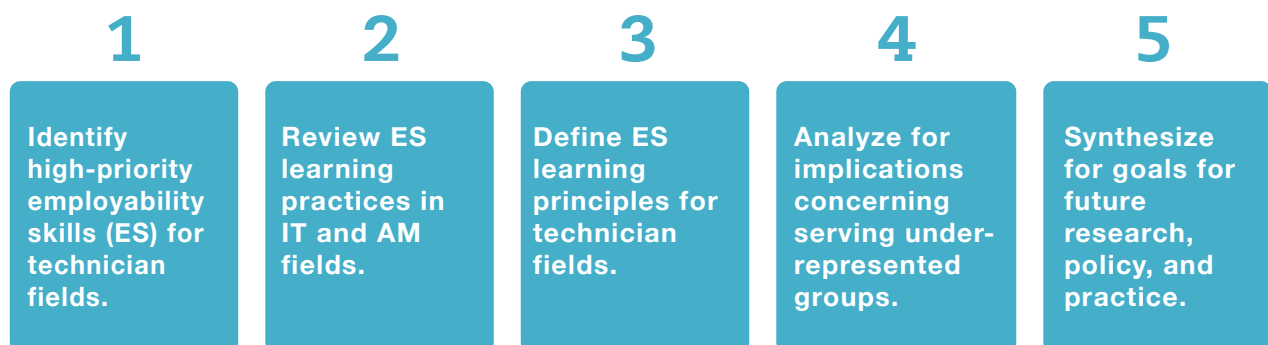 1
Identify
high-priority
employability
skills (ES) for
technician
fields.
2
Review ES
learning
practices in
IT and AM
fields.
3
Define ES
learning
principles for
technician
fields.
4
Analyze for
implications
concerning
serving under-
represented
groups.
5
Synthesize
for goals for
future
research,
policy, and
practice.